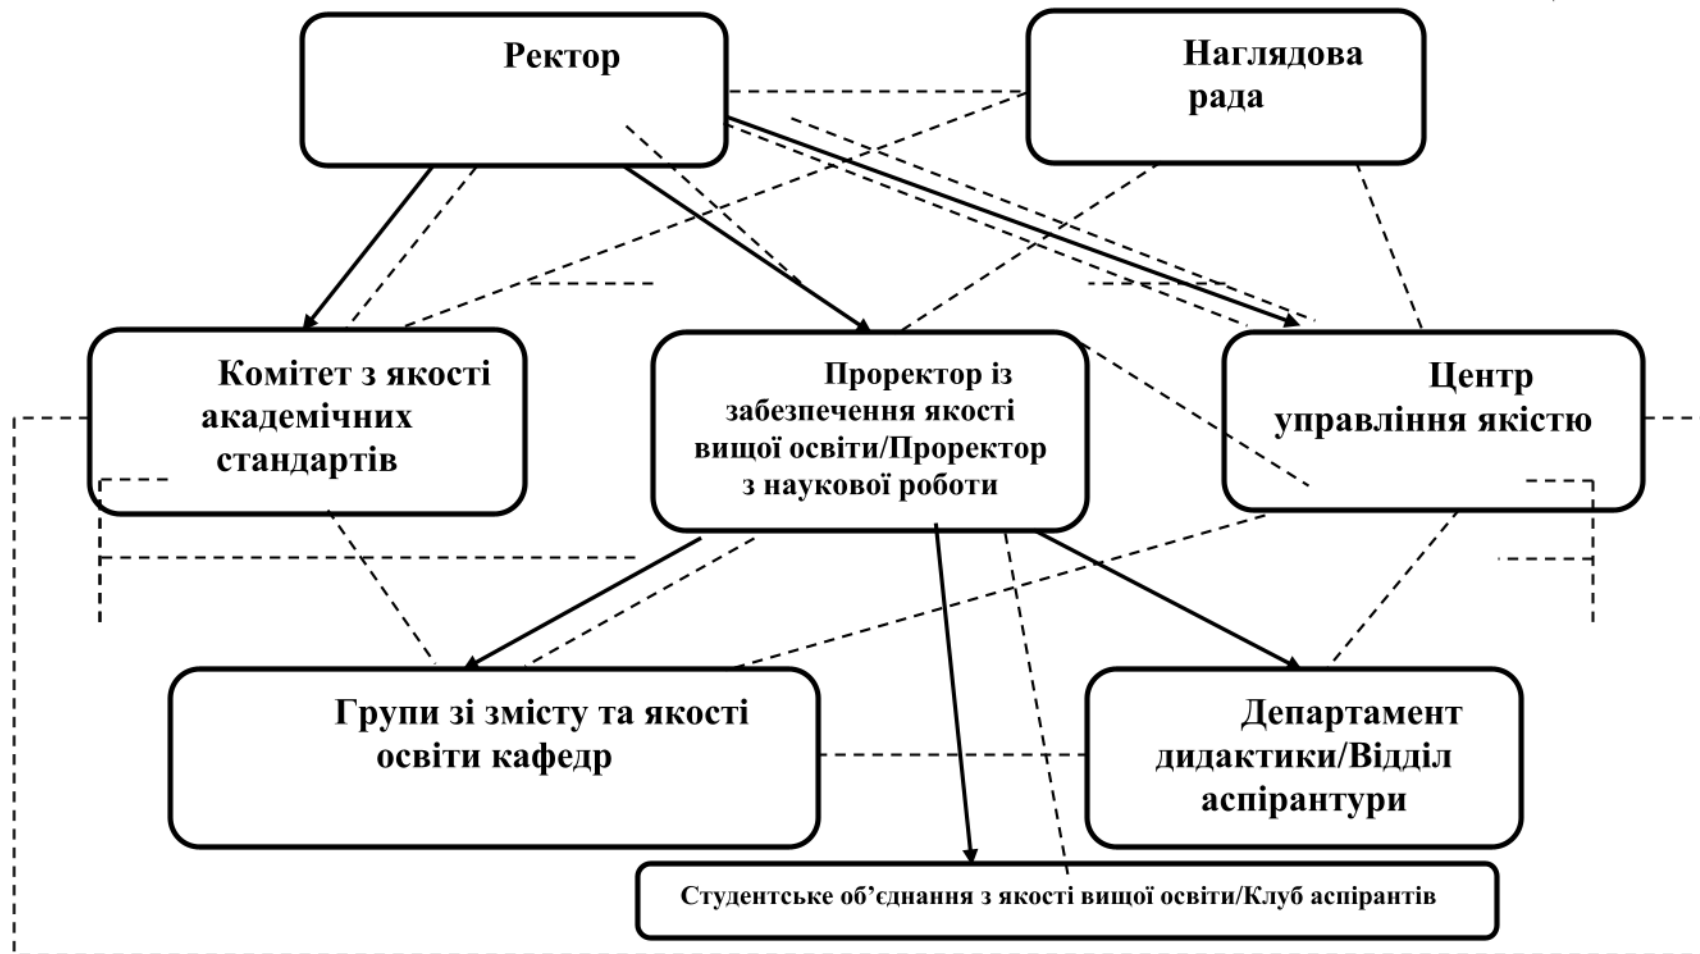 Ректор
Наглядова
рада
Комітет з якості
академічних
стандартів
Проректор із
забезпечення якості
вищої освіти/Проректор
з наукової роботи
Центр
управління якістю
Групи зі змісту та якості
освіти кафедр
Департамент
дидактики/Відділ
аспірантури
Студентське об’єднання з якості вищої освіти/Клуб аспірантів